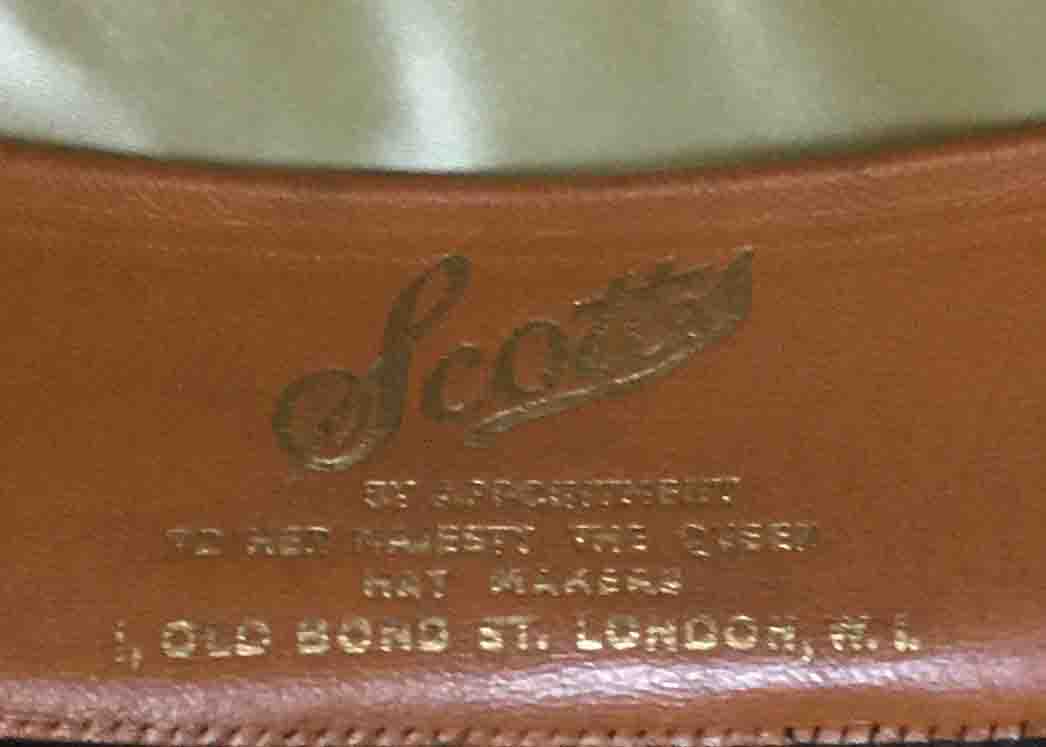 Scotts
BY APPOINTMENT
TO HER MAJESTY THE QUEEN
HAT MAKERS
1, OLD BOND ST. LONDON, W.1.